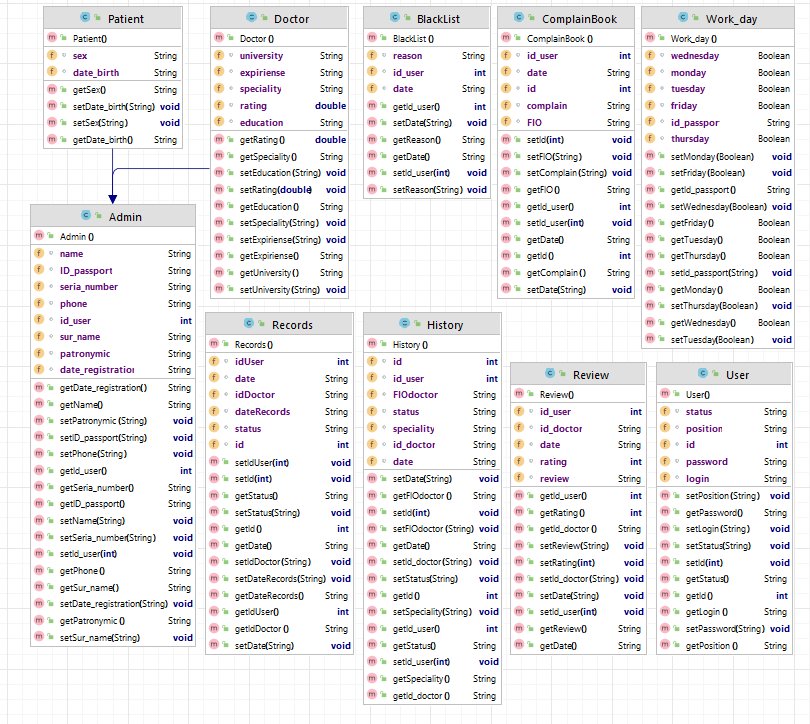 Patient
Patient()
sex String
date_birth String
getSex() String
setDate_birth(String) void
setSex(String) void
getDate_birth() String
Doctor
Doctor ()
university String
expiriense String
speciality String
rating double
education String
getRating() double
getSpeciality() String
setEducation(String) void
setRating(double) void
getEducation() String
setSpeciality(String) void
setExpiriense(String) void
getExpiriense() String
getUniversity() String
setUniversity(String) void
BlackList
BlackList ()
reason String
id_user int
date String
getId_user() int
setDate(String) void
getReason() String
getDate() String
setId_user(int) void
setReason(String) void
ComplainBook
ComplainBook ()
id_user int
date String
id int
complain String
FIO String
setId(int) void
setFIO(String) void
setComplain(String) void
getFIO() String
getId_user() int
setId_user(int) void
getDate() String
getId() int
getComplain() String
setDate(String) void
Work_day
Work_day ()
wednesday Boolean
monday Boolean
tuesday Boolean
friday Boolean
id_passpor String
thursday Boolean
setMonday(Boolean) void
setFriday(Boolean) void
getId_passport() String
setWednesday(Boolean) void
getFriday() Boolean
getTuesday() Boolean
getThursday() Boolean
setId_passport(String) void
getMonday() Boolean
setThursday(Boolean) void
getWednesday() Boolean
setTuesday(Boolean) void
Admin
Admin ()
name String
ID_passport String
seria_number String
phone String
id_user int
sur_name String
patronymic String
date_registration String
getDate_registration() String
getName() String
setPatronymic (String) void
setID_passport(String) void
setPhone(String) void
getId_user() int
getSeria_number() String
getID_passport() String
setName(String) void
setSeria_number(String) void
setId_user(int) void
getPhone() String
getSur_name() String
setDate_registration(String) void
getPatronymic () String
setSur_name(String) void
Records
Records()
idUser int
date String
idDoctor String
dateRecords String
status String
id int
setIdUser(int) void
setId(int) void
getStatus() String
setStatus(String) void
getId() int
getDate() String
setIdDoctor(String) void
setDateRecords(String) void
getDateRecords() String
getIdUser() int
getIdDoctor () String
setDate(String) void
History
History ()
id int
id_user int
FIOdoctor String
status String
speciality String
id_doctor String
date String
setDate(String) void
getFIOdoctor () String
setId(int) void
setFIOdoctor (String) void
getDate() String
setId_doctor(String) void
setStatus(String) void
getId() int
setSpeciality(String) void
getId_user() int
getStatus() String
setId_user(int) void
getSpeciality() String
getId_doctor () String
Review
Review()
id_user int
id_doctor String
date String
rating int
review String
getId_user() int
getRating() int
getId_doctor() String
setReview(String) void
setRating(int) void
setId_doctor(String) void
setDate(String) void
setId_user(int) void
getReview() String
getDate() String
User
User()
status String
position String
id int
password String
login String
setPosition(String) void
getPassword() String
setLogin(String) void
setStatus(String) void
setId(int) void
getStatus() String
getId () int
getLogin () String
setPassword(String) void
getPosition () String